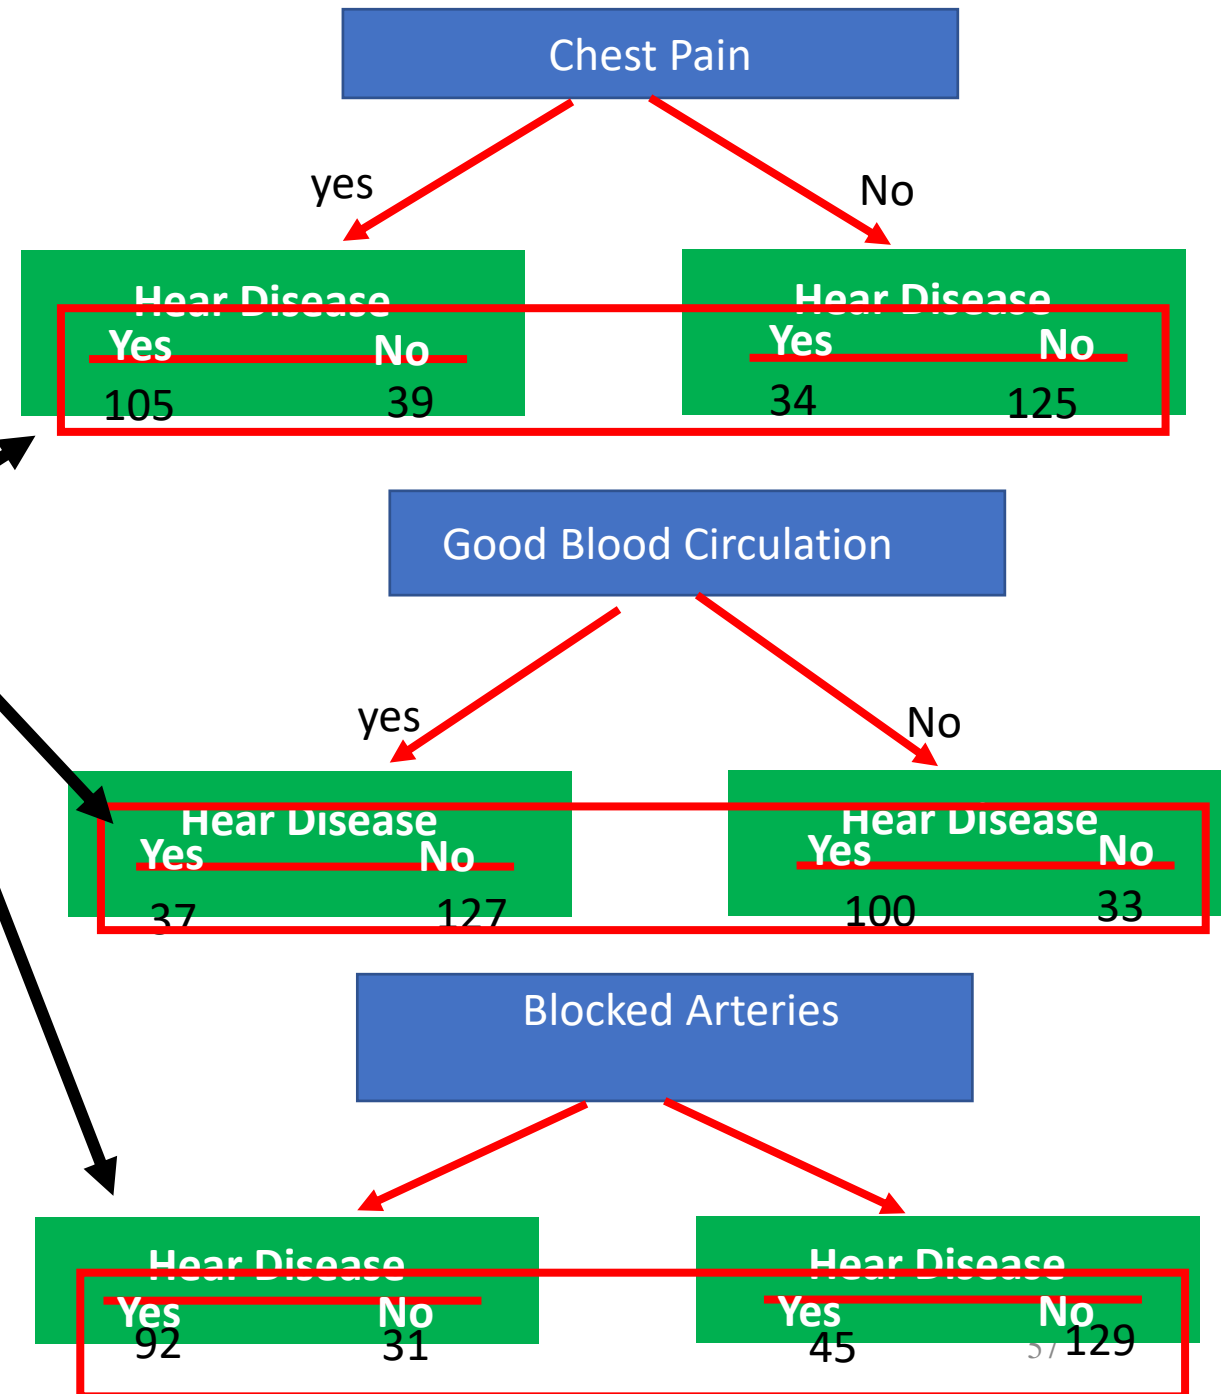 Chest Pain
yes No
Hear Disease Hear Disease
Yes No Yes No
105 39 34 125
Good Blood Circulation
yes No
Hear Disease Hear Disease
Yes No Yes No
37 127 100 33
Blocked Arteries
Hear Disease Hear Disease
Yes No Yes No
92 31 45 129